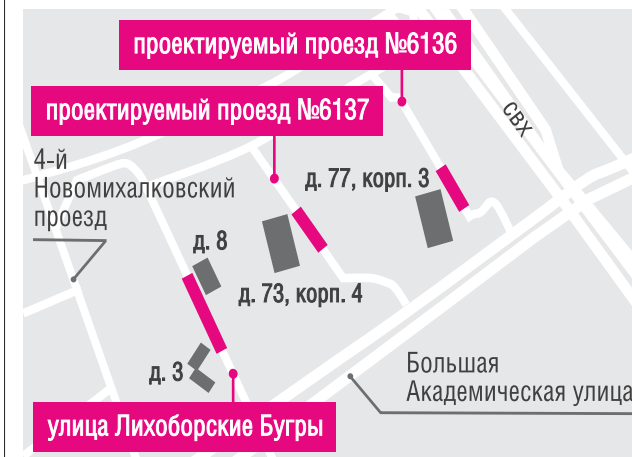 проектируемый проезд №6136
проектируемый проезд №6137
СВХ
4-й
Новомихалковский
проезд
д. 77, корп. 3
д. 8
д. 73, корп. 4
д. 3
Большая
Академическая улица
улица Лихоборские Бугры